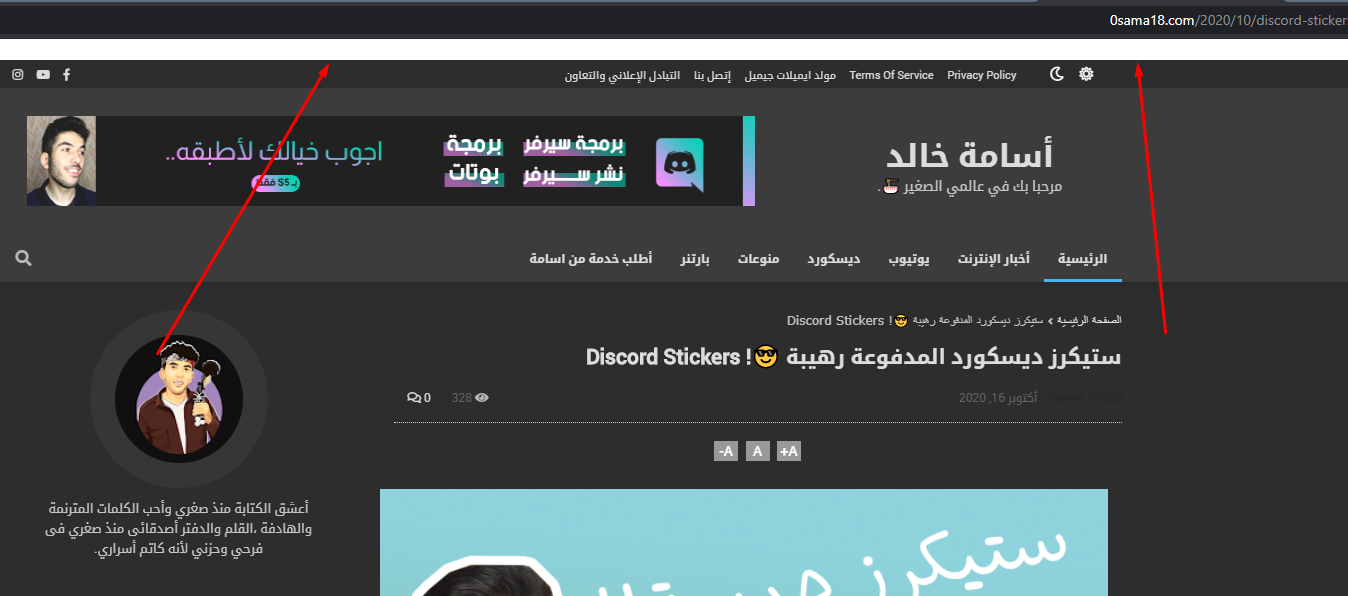 0sama18.com/2020/10/discord-sticker
Privacy Policy
Terms Of Service
مولد ايميلات جيميل
إتصل بنا
التبادل الإعلاني والتعاون
أسامة خالد
مرحبا بك في عالمي الصغير 🍜.
برمجة سيرفر
نشر سيرفر
برمجة
بوتات
اجوب خيالك لأطبقه..
بـ 5$ فقط
الرئيسية
أخبار الإنترنت
يوتيوب
ديسكورد
منوعات
بارتنر
أطلب خدمة من اسامة
الصفحة الرئيسية › ستيكرز ديسكورد المدفوعة رهيبة 😎! Discord Stickers
ستيكرز ديسكورد المدفوعة رهيبة 😎! Discord Stickers
أكتوبر 16, 2020
328
0
+A
A
-A
ستيكرز
أعشق الكتابة منذ صغري وأحب الكلمات المترنمة
والهادفة ،القلم والدفتر أصدقائى منذ صغري فى
فرحي وحزني لأنه كاتم أسراري.